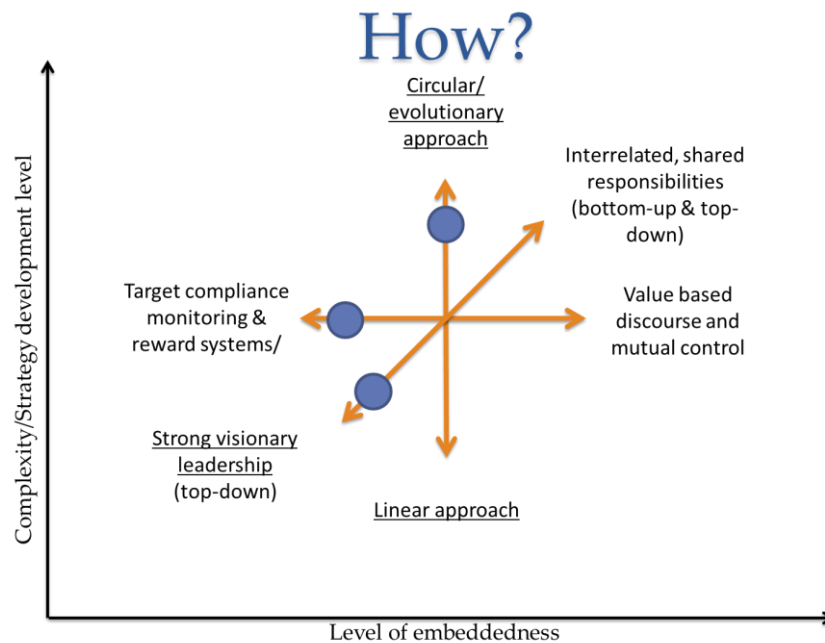 How?
Circular/
evolutionary
approach
Interrelated, shared
responsibilities
(bottom-up & top-
down)
Complexity/Strategy development level
Target compliance
monitoring &
reward systems/
Value based
discourse and
mutual control
Strong visionary
leadership
(top-down)
Linear approach
Level of embeddedness